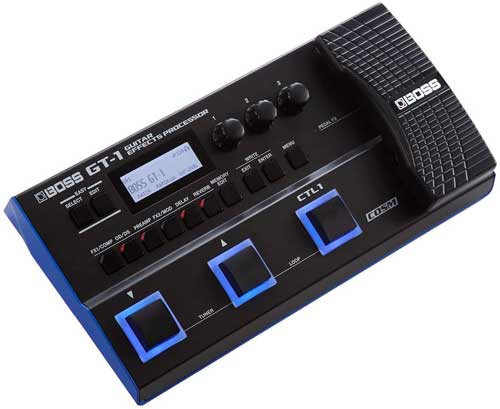 BOSS
PEDAL FX
1 2 3
BOSS GT-1 GUITAR
EFFECTS PROCESSOR
EASY
SELECT EDIT
BOSS GT-1
WRITE
EXIT ENTER
MENU
FX1/COMP OD/DS PREAMP FX2/MOD DELAY REVERB MEMORY
EDIT
CTL1
COSM
TUNER
LOOP